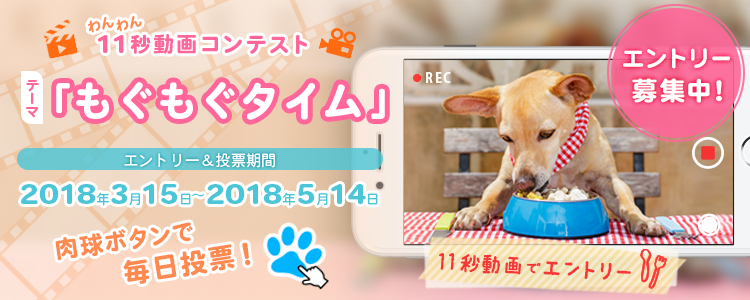 わんわん
11秒動画コンテスト
テーマ
「もぐもぐタイム」
エントリー＆投票期間
2018年3月15日~2018年5月14日
肉球ボタンで
毎日投票！
REC
エントリー
募集中！
11秒動画でエントリー